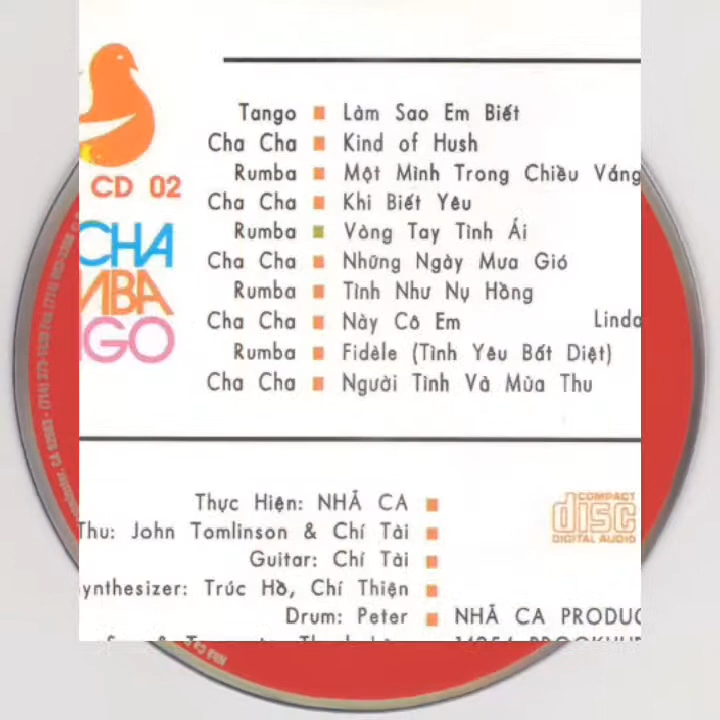 Tango ■ Làm Sao Em Biết
Cha Cha ■ Kind of Hush
Rumba ■ Một Mình Trong Chiều Vắng
CD 02
Cha Cha ■ Khi Biết Yêu
CHA
Rumba ■ Vòng Tay Tình Ái
Cha Cha ■ Những Ngày Mưa Gió
MBA
Rumba ■ Tình Như Nụ Hồng
Cha Cha ■ Này Cô Em Linda
NGO
Rumba ■ Fidèle (Tình Yêu Bất Diệt)
Cha Cha ■ Người Tình Và Mùa Thu
Thực Hiện: NHÃ CA ■
COMPACT
disc
DIGITAL AUDIO
Thu: John Tomlinson & Chí Tài ■
Guitar: Chí Tài ■
ynthesizer: Trúc Hồ, Chí Thiện ■
Drum: Peter ■ NHÃ CA PRODUC